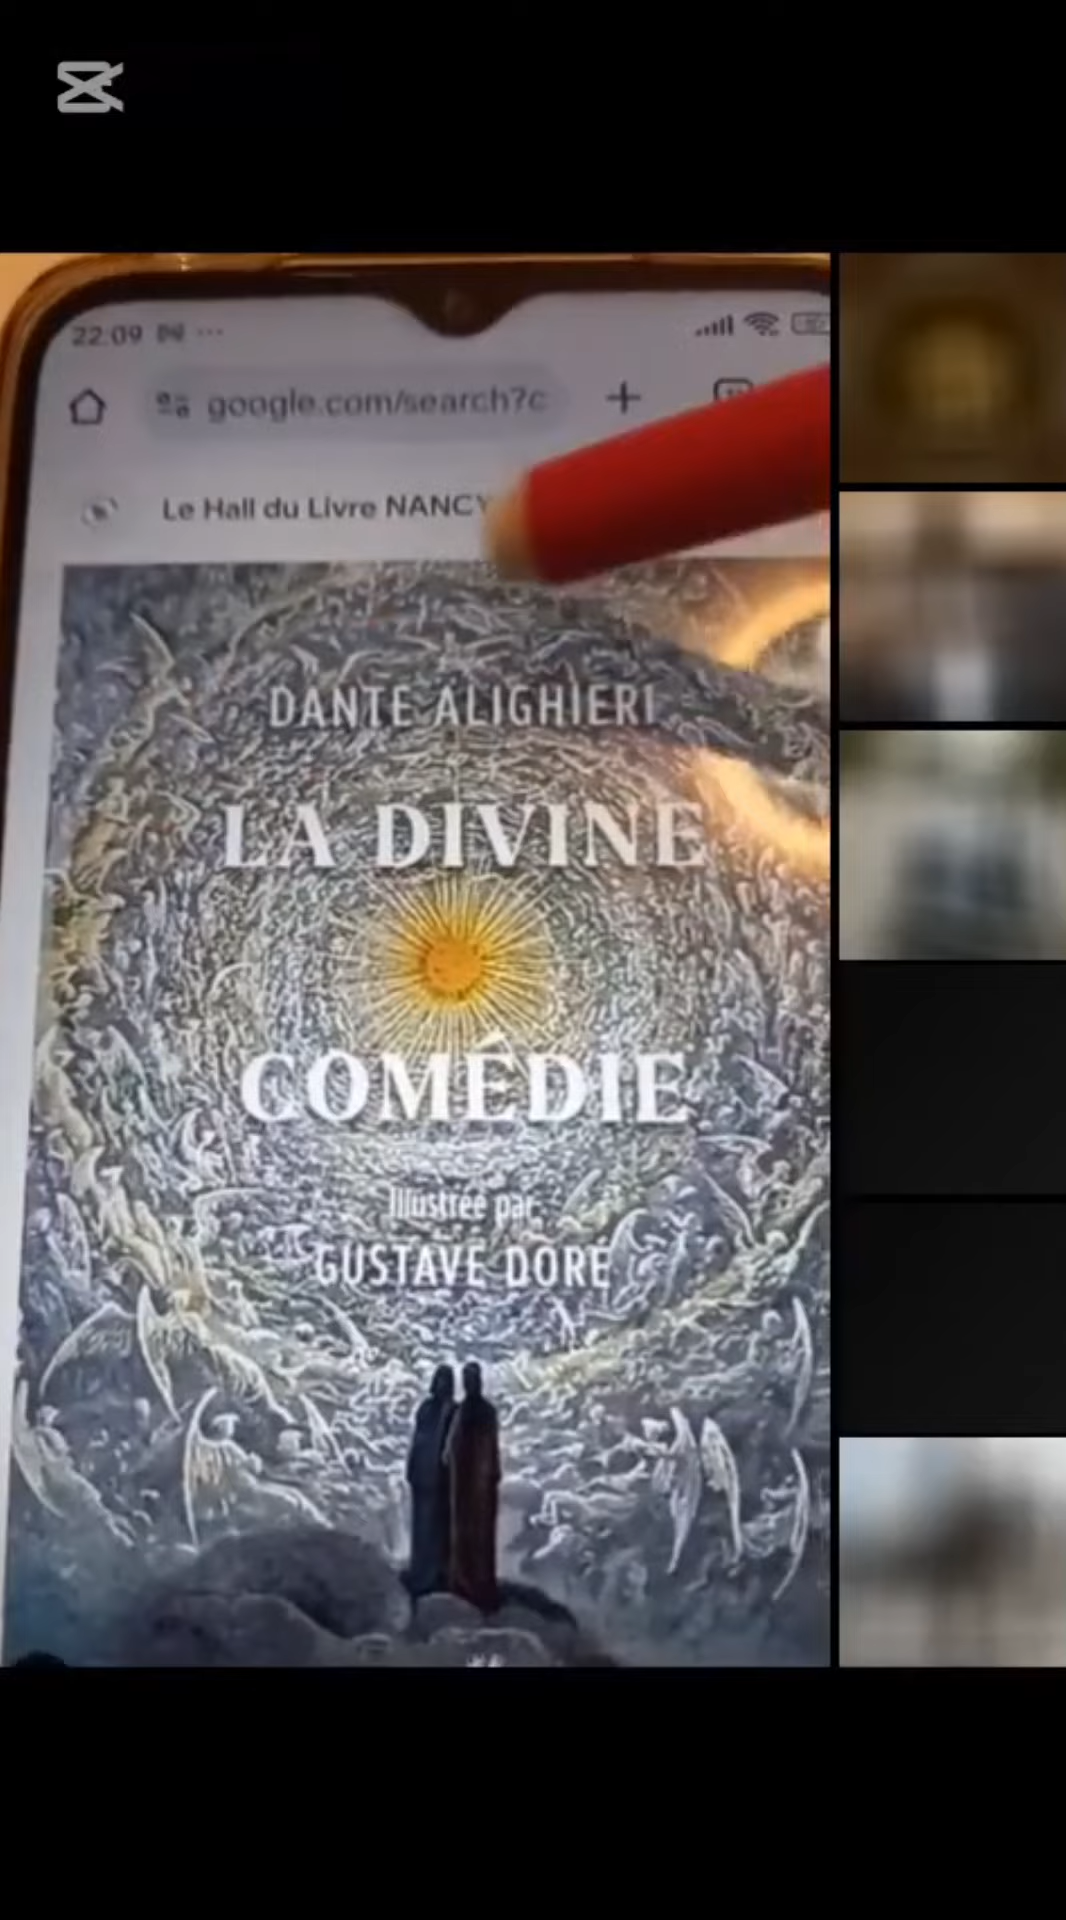 22:09
google.com/search?c
Le Hall du Livre NANCY
DANTE ALIGHIERI
LA DIVINE
COMÉDIE
Illustrée par
GUSTAVE DORÉ